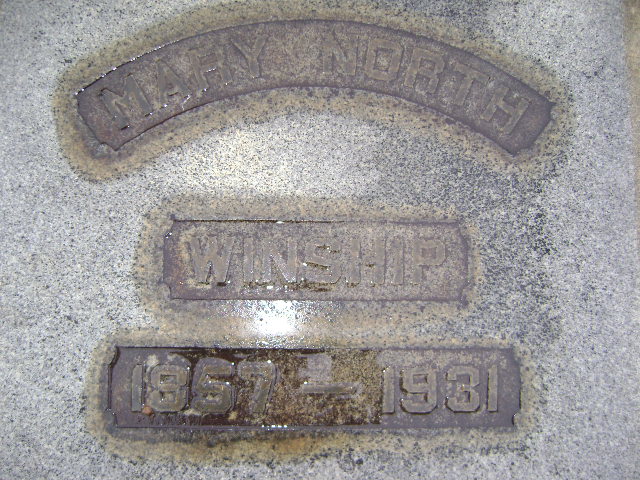 MARY NORTH
WINSHIP
1857 — 1931